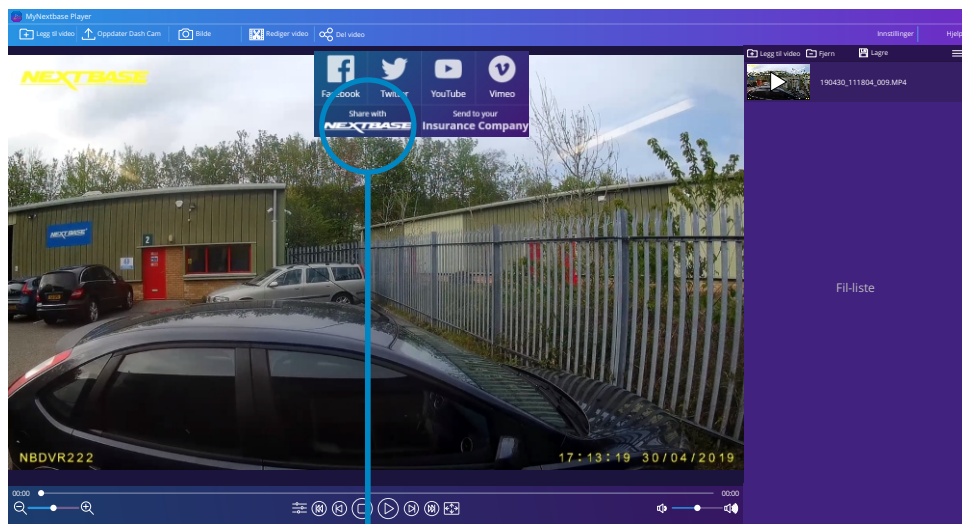 MyNextbase Player
Legg til video
Oppdater Dash Cam
Bilde
Rediger video
Del video
Innstillinger
Hjelp
Legg til video
Fjern
Lagre
NEXTBASE
Facebook
Twitter
YouTube
Vimeo
Share with
NEXTBASE
Send to your
Insurance Company
190430_111804_009.MP4
NEXTBASE
2
Fil-liste
NBDVR222
17:13:19 30/04/2019
00:00
00:00